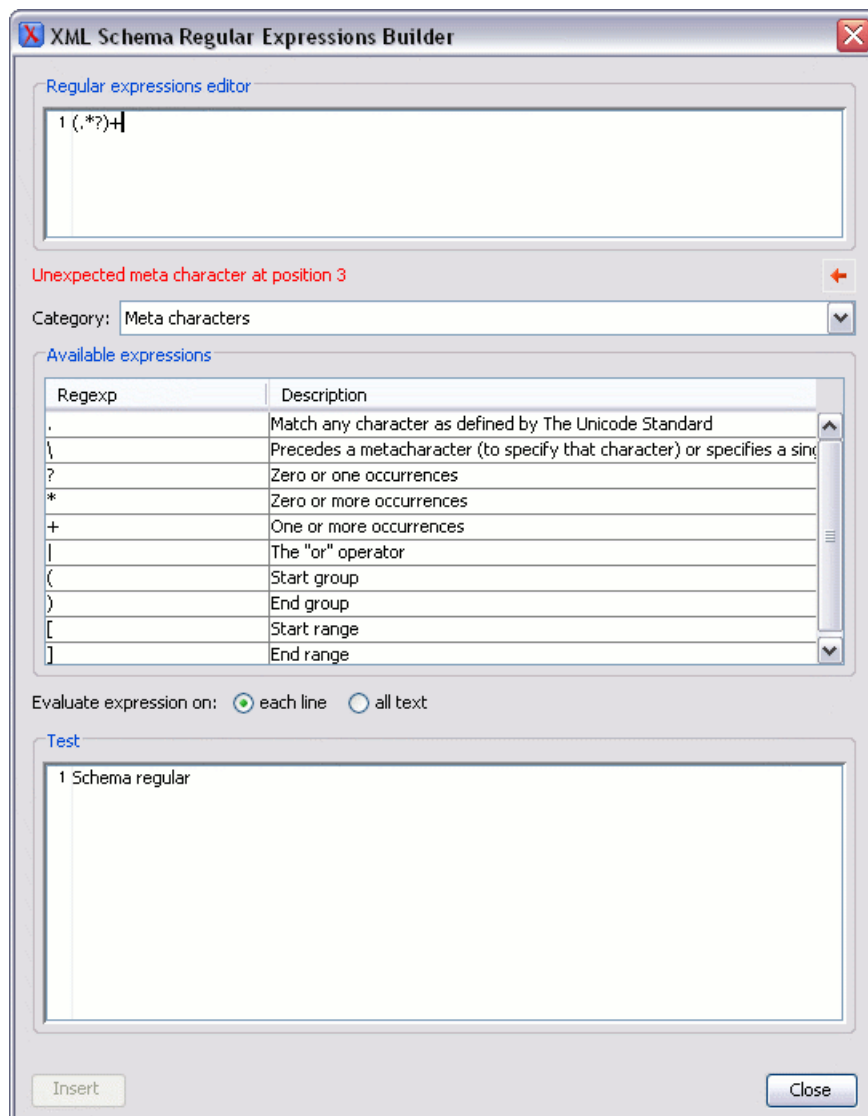 XML Schema Regular Expressions Builder
Regular expressions editor
1 (.*?)+
Unexpected meta character at position 3
Category: Meta characters
Available expressions
Regexp Description
. Match any character as defined by The Unicode Standard
\ Precedes a metacharacter (to specify that character) or specifies a sing
? Zero or one occurrences
* Zero or more occurrences
+ One or more occurrences
| The "or" operator
( Start group
) End group
[ Start range
] End range
Evaluate expression on: each line all text
Test
1 Schema regular
Insert Close